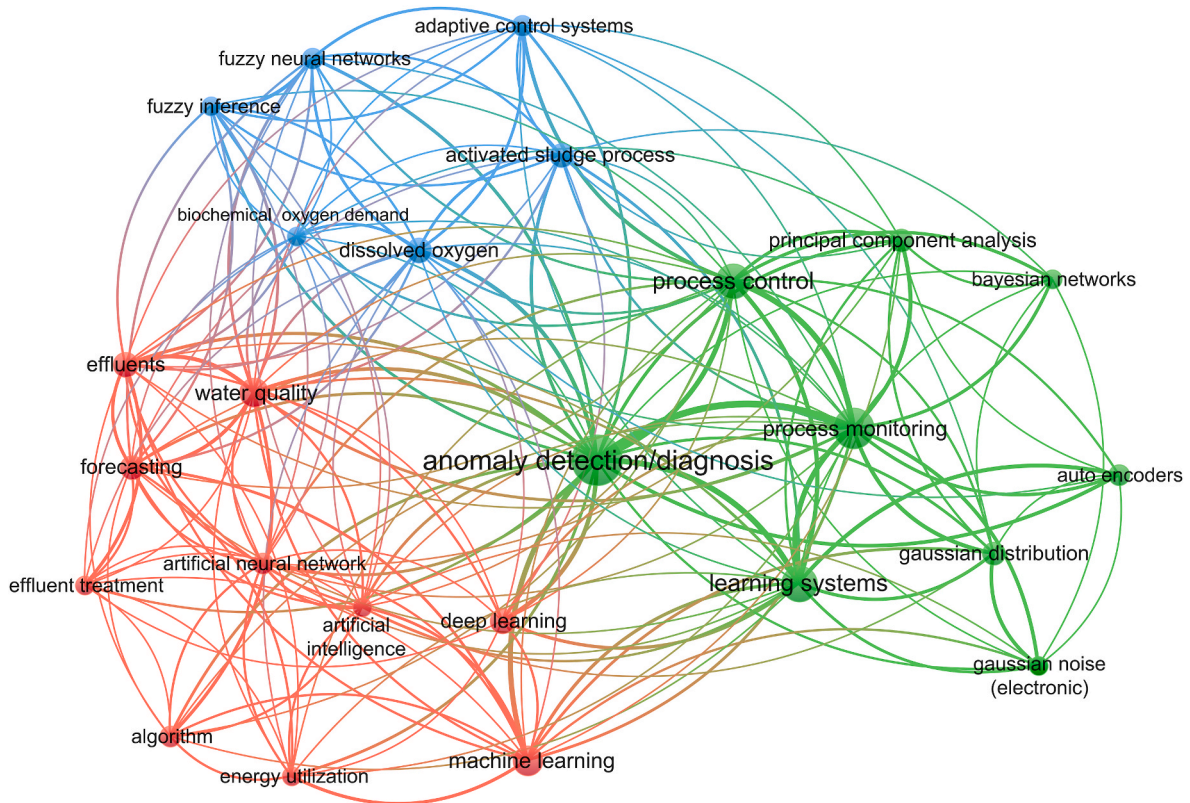 adaptive control systems
fuzzy neural networks
fuzzy inference
activated sludge process
biochemical oxygen demand
dissolved oxygen
principal component analysis
process control
bayesian networks
effluents
water quality
process monitoring
anomaly detection/diagnosis
forecasting
auto encoders
gaussian distribution
artificial neural network
effluent treatment
learning systems
deep learning
artificial
intelligence
gaussian noise
(electronic)
algorithm
machine learning
energy utilization